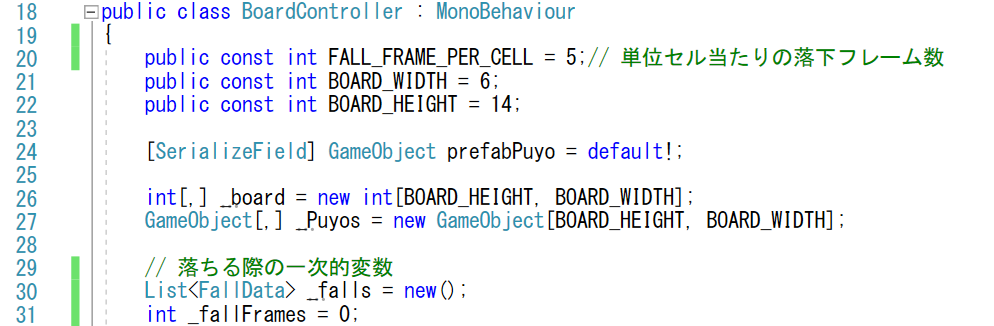 18 public class BoardController : MonoBehaviour
19 {
20 public const int FALL_FRAME_PER_CELL = 5;// 単位セル当たりの落下フレーム数
21 public const int BOARD_WIDTH = 6;
22 public const int BOARD_HEIGHT = 14;
23
24 [SerializeField] GameObject prefabPuyo = default!;
25
26 int[,] _board = new int[BOARD_HEIGHT, BOARD_WIDTH];
27 GameObject[,] _Puyos = new GameObject[BOARD_HEIGHT, BOARD_WIDTH];
28
29 // 落ちる際の一次的変数
30 List<FallData> _falls = new();
31 int _fallFrames = 0;